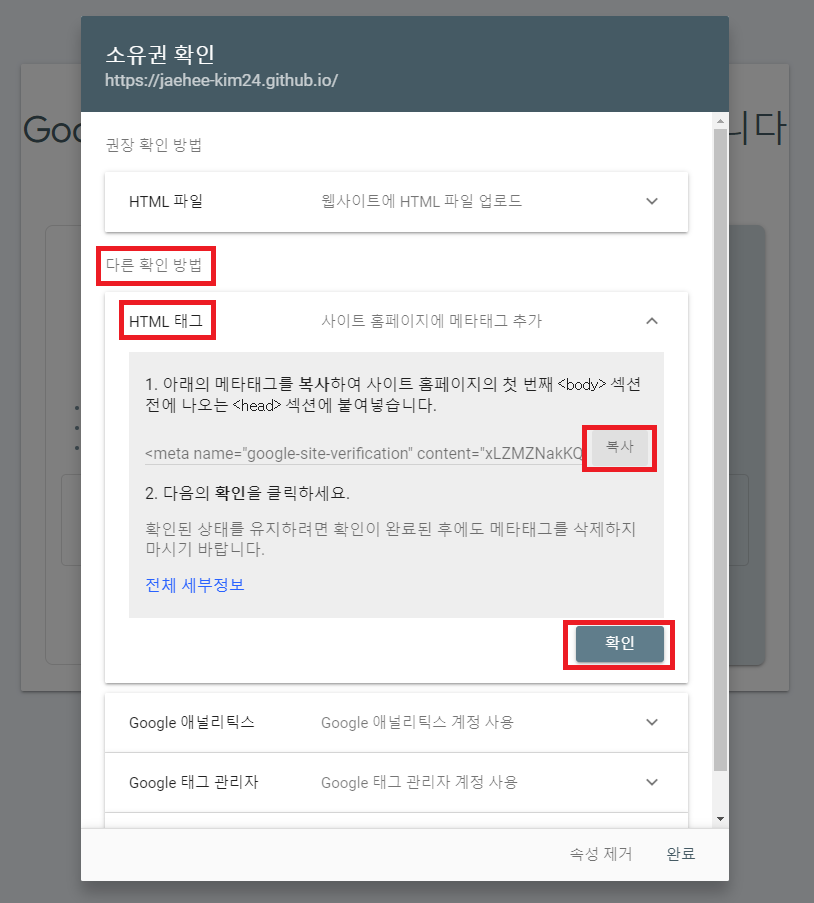 소유권 확인
https://jaehee-kim24.github.io/
Goo
니다
권장 확인 방법
HTML 파일 웹사이트에 HTML 파일 업로드
다른 확인 방법
HTML 태그 사이트 홈페이지에 메타태그 추가
1. 아래의 메타태그를 복사하여 사이트 홈페이지의 첫 번째 <body> 섹션
전에 나오는 <head> 섹션에 붙여넣습니다.
<meta name="google-site-verification" content="xLZMZNakKQ 복사
2. 다음의 확인을 클릭하세요.
확인된 상태를 유지하려면 확인이 완료된 후에도 메타태그를 삭제하지
마시기 바랍니다.
전체 세부정보
확인
Google 애널리틱스 Google 애널리틱스 계정 사용
Google 태그 관리자 Google 태그 관리자 계정 사용
속성 제거 완료